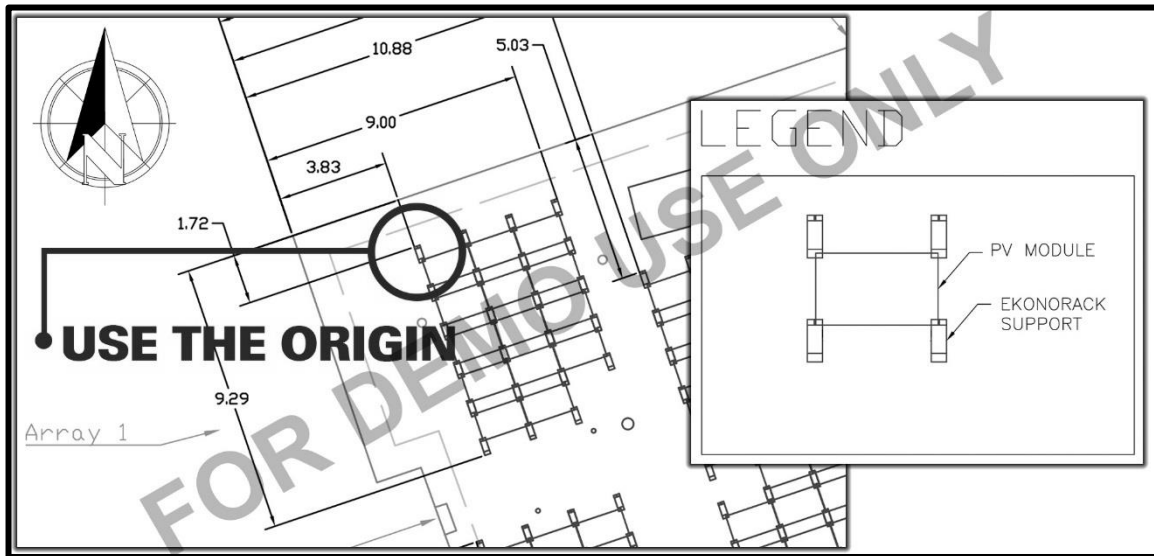 10.88
5.03
9.00
3.83
1.72
N
USE THE ORIGIN
9.29
Array 1
LEGEND
PV MODULE
EKONORACK
SUPPORT
FOR DEMO USE ONLY